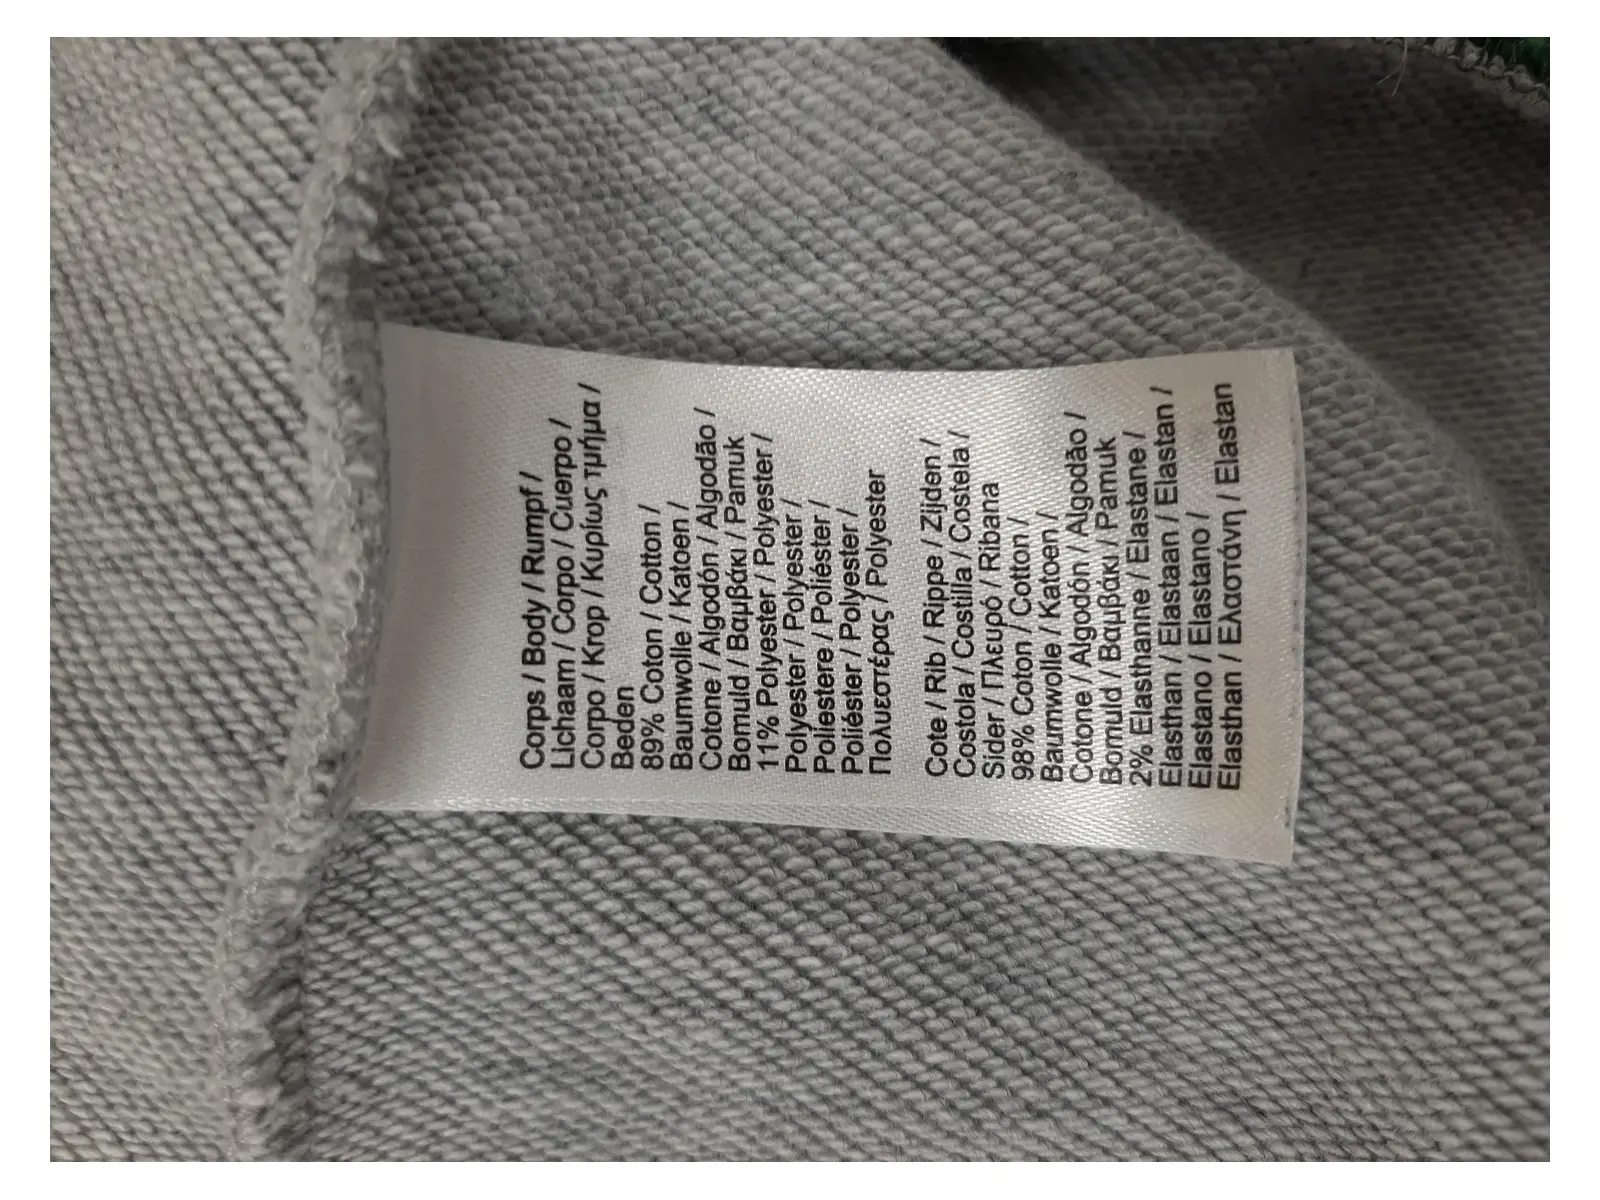 Corps / Body / Rumpf /
Lichaam / Corpo / Cuerpo /
Corpo / Krop / Κυρίως τμήμα /
Beden
89% Coton / Cotton /
Baumwolle / Katoen /
Cotone / Algodón / Algodão /
Bomuld / Βαμβάκι / Pamuk
11% Polyester / Polyester /
Polyester / Polyester /
Poliestere / Poliéster /
Poliéster / Polyester /
Πολυεστέρας / Polyester
Cote / Rib / Rippe / Zijden /
Costola / Costilla / Costela /
Sider / Πλευρό / Ribana
98% Coton / Cotton /
Baumwolle / Katoen /
Cotone / Algodón / Algodão /
Bomuld / Βαμβάκι / Pamuk
2% Elasthanne / Elastane /
Elasthan / Elastaan / Elastan /
Elastano / Elastano /
Elasthan / Ελαστάνη / Elastan